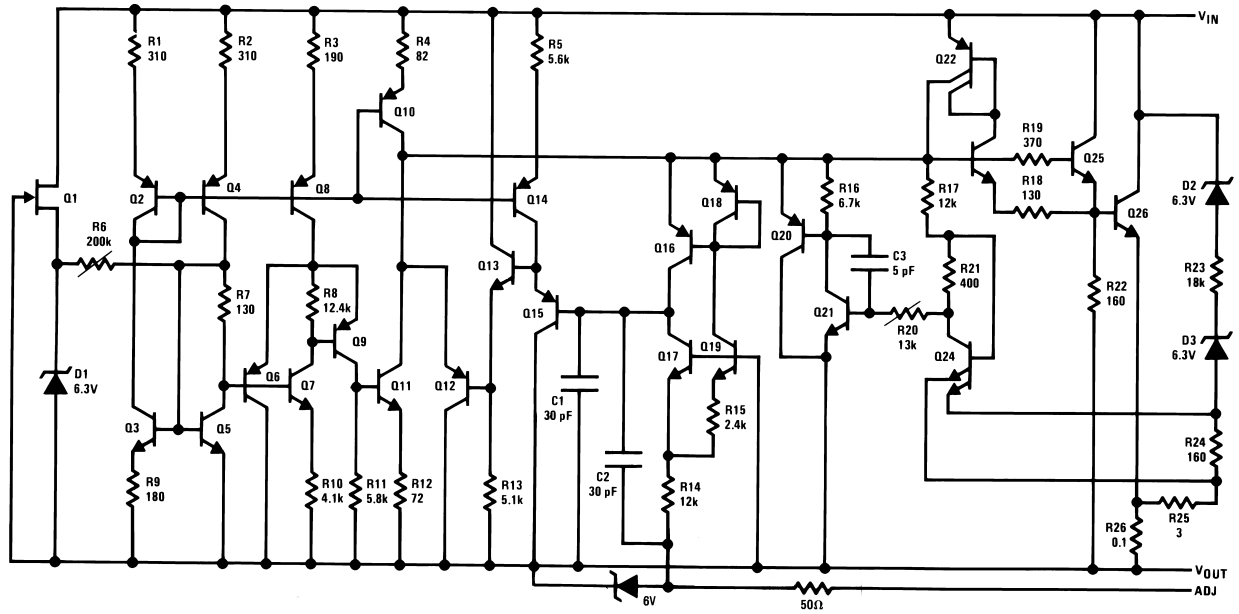 VIN
R1
310
R2
310
R3
190
R4
82
R5
5.6k
Q22
Q10
R19
370
Q25
Q1
Q2
Q4
Q8
Q14
Q18
R16
6.7k
R17
12k
R18
130
Q26
D2
6.3V
R6
200k
Q13
Q16
Q20
C3
5 pF
R21
400
R22
160
R23
18k
R7
130
R8
12.4k
Q15
Q21
R20
13k
D3
6.3V
Q9
Q17
Q19
Q24
D1
6.3V
Q6
Q7
Q11
Q12
C1
30 pF
R15
2.4k
Q3
Q5
R24
160
R9
180
R10
4.1k
R11
5.8k
R12
72
R13
5.1k
C2
30 pF
R14
12k
R26
0.1
R25
3
VOUT
ADJ
6V
50Ω